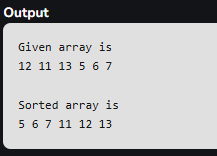 Output
Given array is
12 11 13 5 6 7
Sorted array is
5 6 7 11 12 13